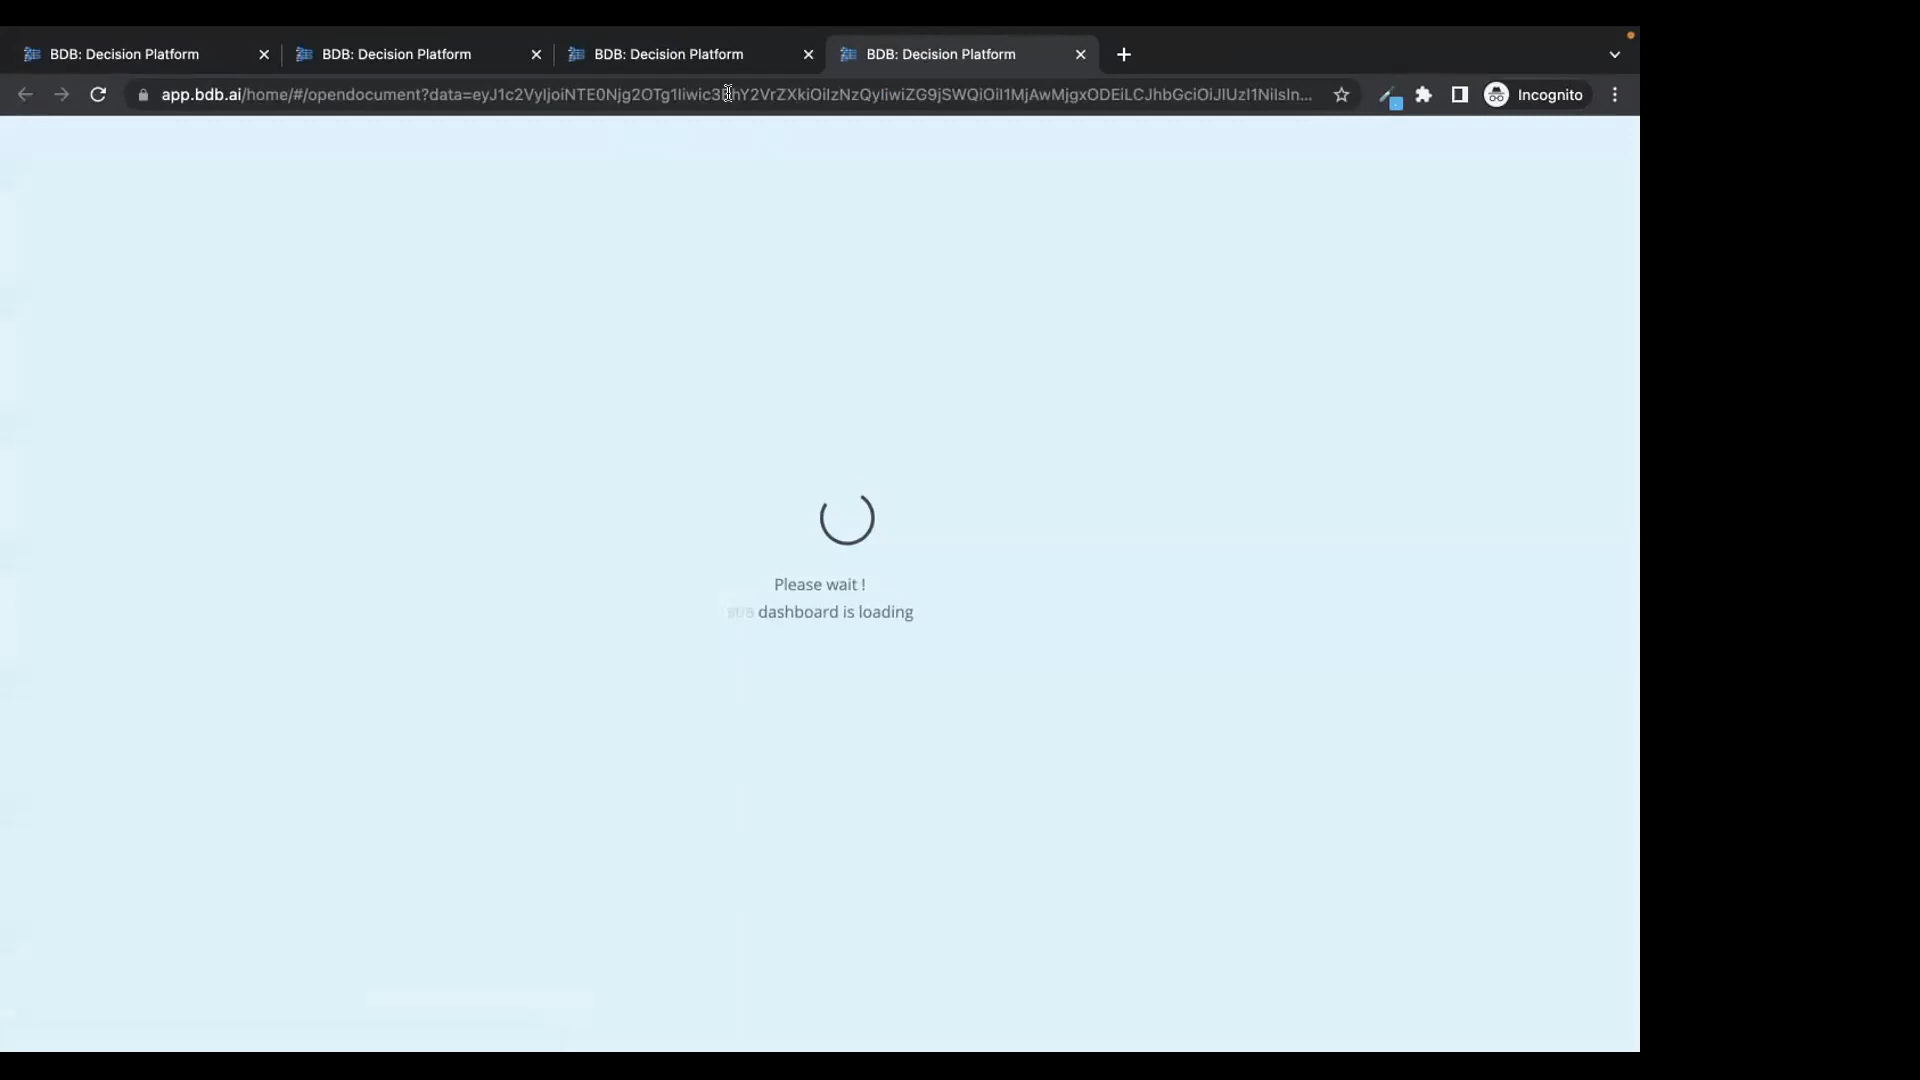 BDB: Decision Platform
BDB: Decision Platform
BDB: Decision Platform
BDB: Decision Platform
app.bdb.ai/home/#/opendocument?data=
Incognito
Please wait !
BDB dashboard is loading